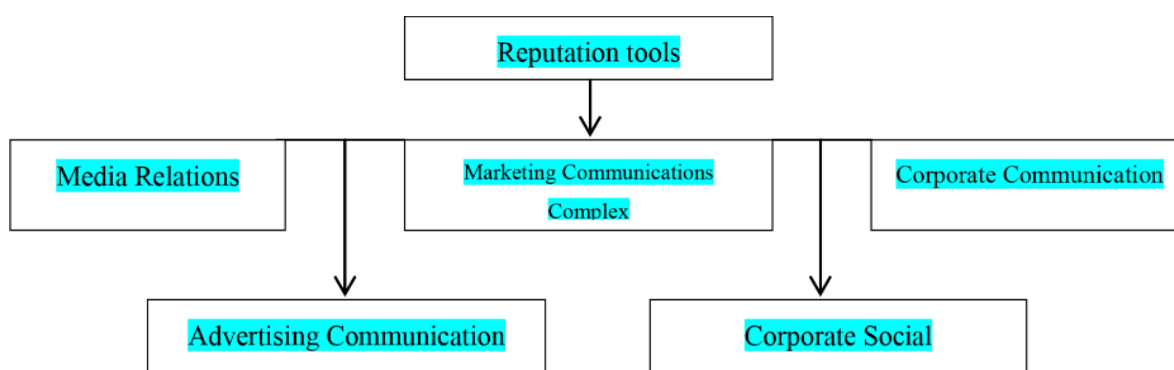 Reputation tools
Media Relations
Marketing Communications
Complex
Corporate Communication
Advertising Communication
Corporate Social